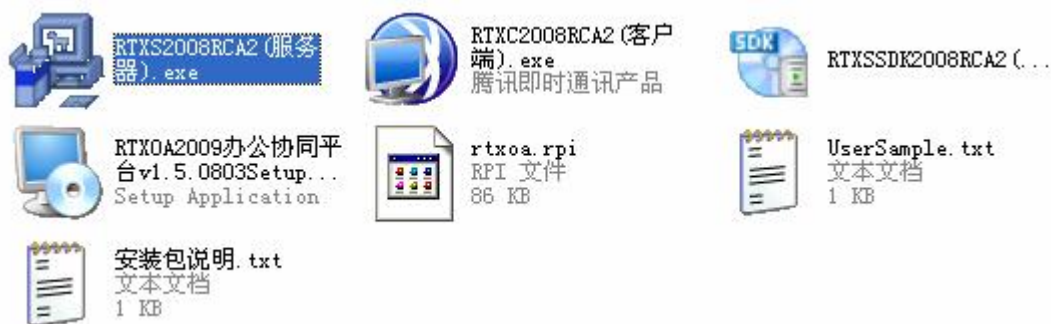 RTXS2008RCA2(服务
器).exe
RTXC2008RCA2(客户
端).exe
腾讯即时通讯产品
SDK
RTXSSDK2008RCA2(...
RTXOA2009办公协同平
台v1.5.0803Setup...
Setup Application
rtxoa.rpi
RPI 文件
86 KB
UserSample.txt
文本文档
1 KB
安装包说明.txt
文本文档
1 KB